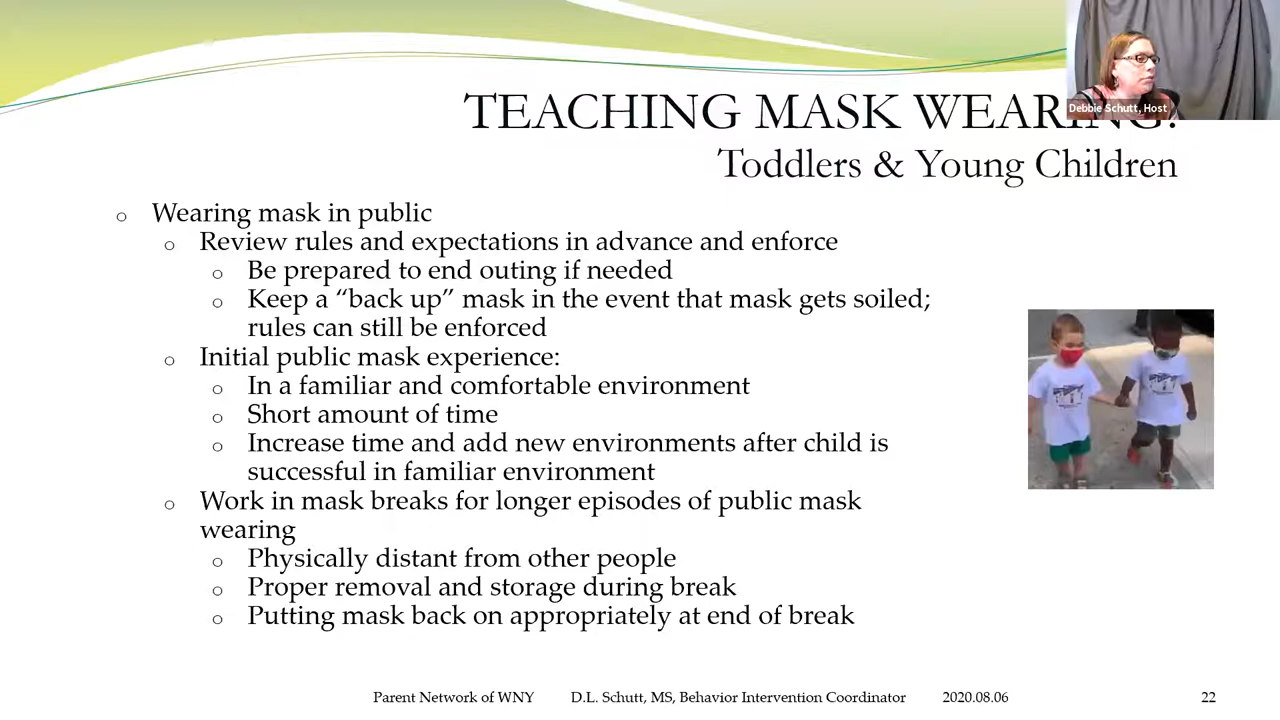 Debbie Schutt, Host
TEACHING MASK WEARING:
Toddlers & Young Children
o Wearing mask in public
o Review rules and expectations in advance and enforce
o Be prepared to end outing if needed
o Keep a “back up” mask in the event that mask gets soiled;
rules can still be enforced
o Initial public mask experience:
o In a familiar and comfortable environment
o Short amount of time
o Increase time and add new environments after child is
successful in familiar environment
o Work in mask breaks for longer episodes of public mask
wearing
o Physically distant from other people
o Proper removal and storage during break
o Putting mask back on appropriately at end of break
Parent Network of WNY D.L. Schutt, MS, Behavior Intervention Coordinator 2020.08.06 22